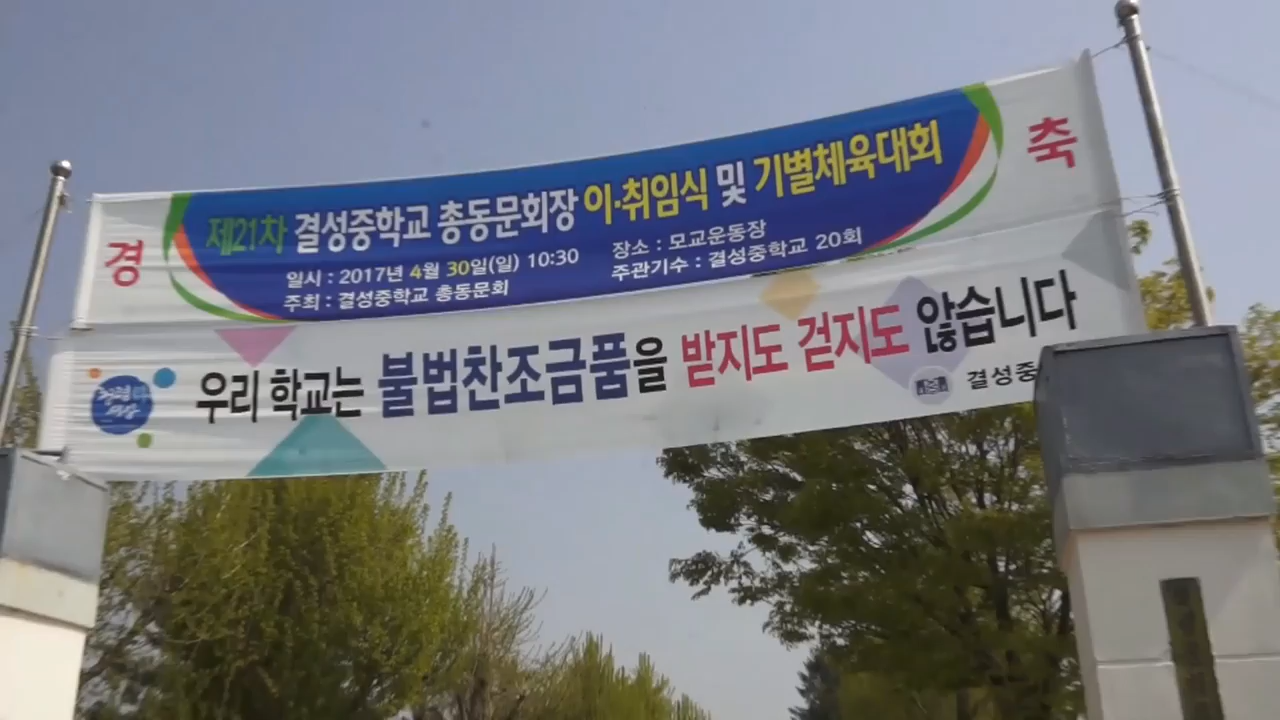 경 축
제21차 결성중학교 총동문회장 이·취임식 및 기별체육대회
일시 : 2017년 4월 30일(일) 10:30 장소 : 모교운동장
주최 : 결성중학교 총동문회 주관기수 : 결성중학교 20회
우리 학교는 불법찬조금품을 받지도 걷지도 않습니다
결성중